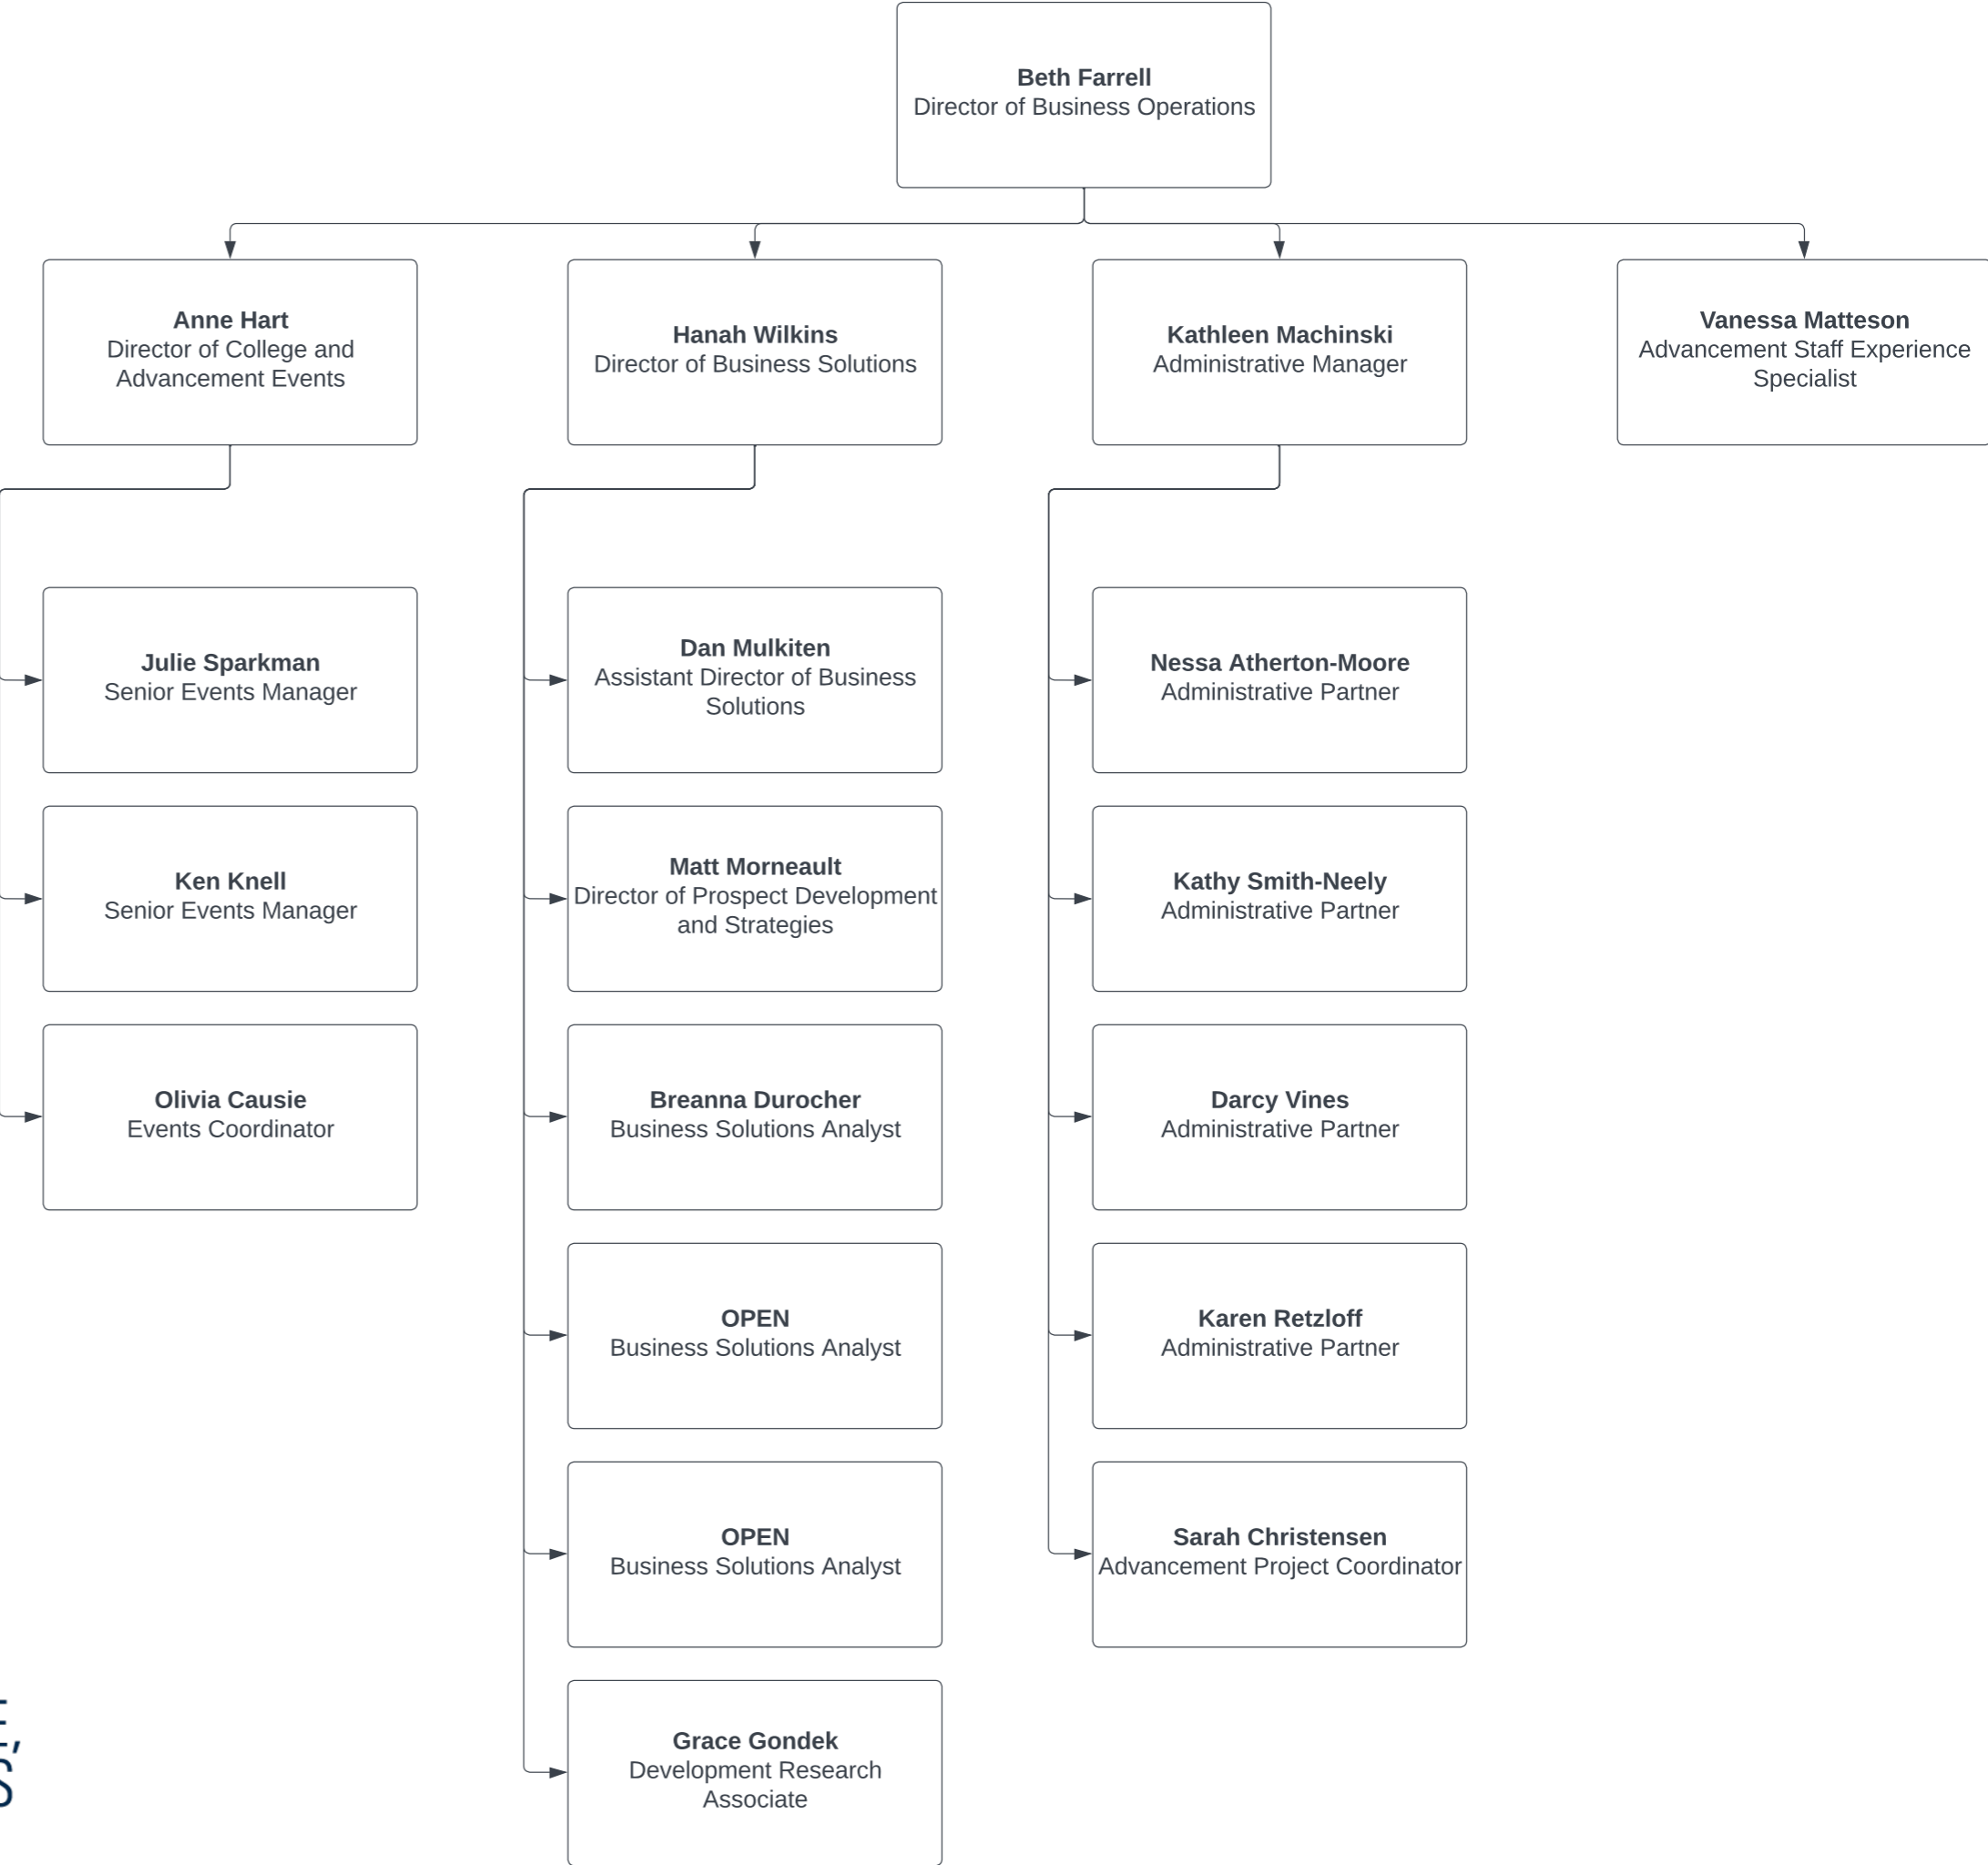 Beth Farrell
Director of Business Operations
Anne Hart
Director of College and
Advancement Events
Hanah Wilkins
Director of Business Solutions
Kathleen Machinski
Administrative Manager
Vanessa Matteson
Advancement Staff Experience
Specialist
Julie Sparkman
Senior Events Manager
Dan Mulkiten
Assistant Director of Business
Solutions
Nessa Atherton-Moore
Administrative Partner
Ken Knell
Senior Events Manager
Matt Morneault
Director of Prospect Development
and Strategies
Kathy Smith-Neely
Administrative Partner
Olivia Causie
Events Coordinator
Breanna Durocher
Business Solutions Analyst
Darcy Vines
Administrative Partner
OPEN
Business Solutions Analyst
Karen Retzloff
Administrative Partner
OPEN
Business Solutions Analyst
Sarah Christensen
Advancement Project Coordinator
Grace Gondek
Development Research
Associate